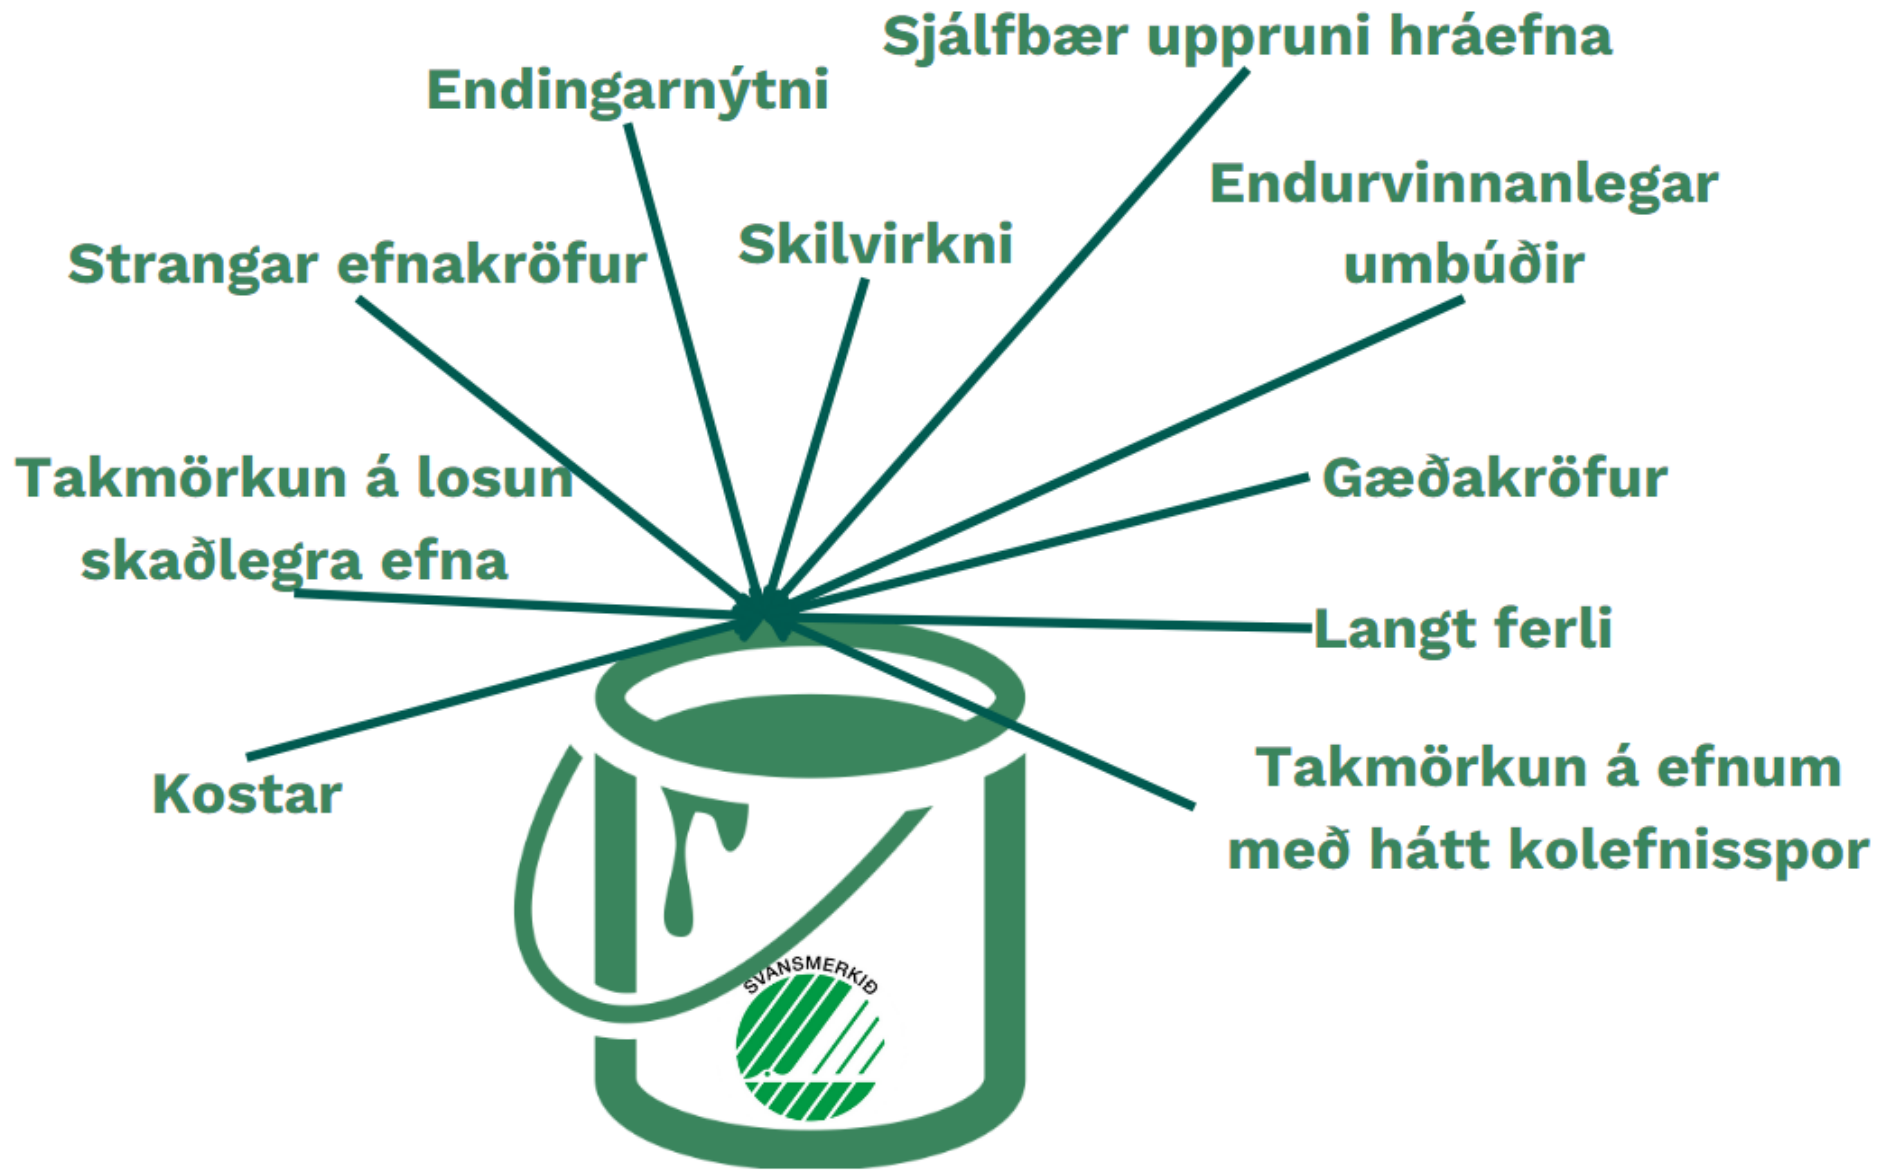 Sjálfbær uppruni hráefna
Endingarnýtni
Endurvinnanlegar
umbúðir
Skilvirkni
Strangar efnakröfur
Takmörkun á losun
skaðlegra efna
Gæðakröfur
Langt ferli
Kostar
Takmörkun á efnum
með hátt kolefnisspor
SVANSMERKIÐ